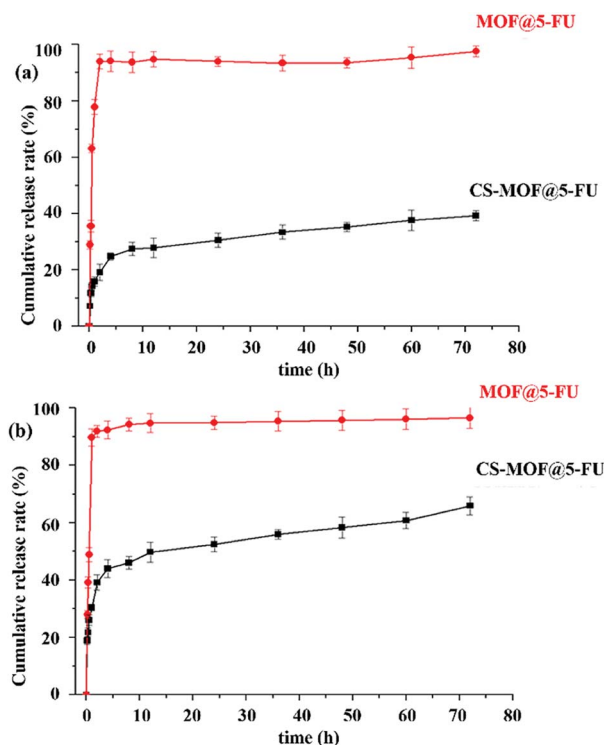 MOF@5-FU
(a)
100
80
60
40
20
0
Cumulative release rate (%)
CS-MOF@5-FU
0 10 20 30 40 50 60 70 80
time (h)
MOF@5-FU
(b)
100
80
60
40
20
0
Cumulative release rate (%)
CS-MOF@5-FU
0 10 20 30 40 50 60 70 80
time (h)